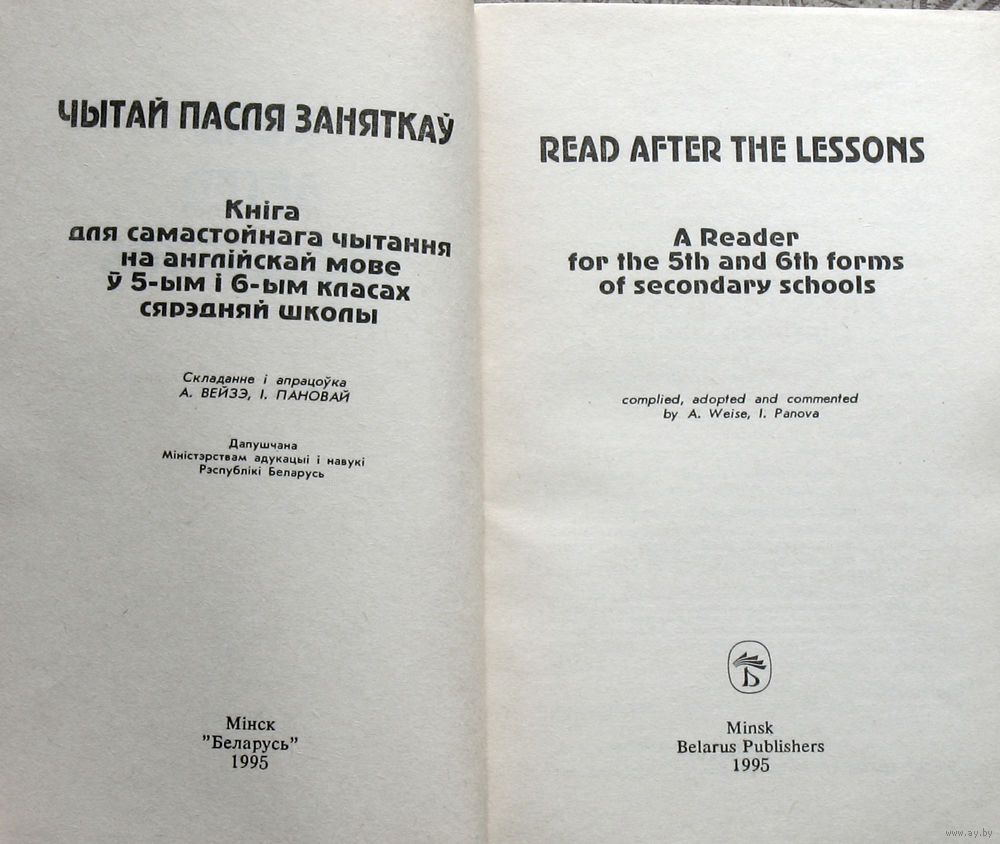 ЧЫТАЙ ПАСЛЯ ЗАНЯТКАЎ
Кніга
для самастойнага чытання
на англійскай мове
ў 5-ым і 6-ым класах
сярэдняй школы
Складанне і апрацоўка
А. ВЕЙЗЭ, І. ПАНОВАЙ
Дапушчана
Міністэрствам адукацыі і навукі
Рэспублікі Беларусь
Мінск
"Беларусь"
1995
READ AFTER THE LESSONS
A Reader
for the 5th and 6th forms
of secondary schools
complied, adopted and commented
by A. Weise, I. Panova
Minsk
Belarus Publishers
1995
www.ay.by